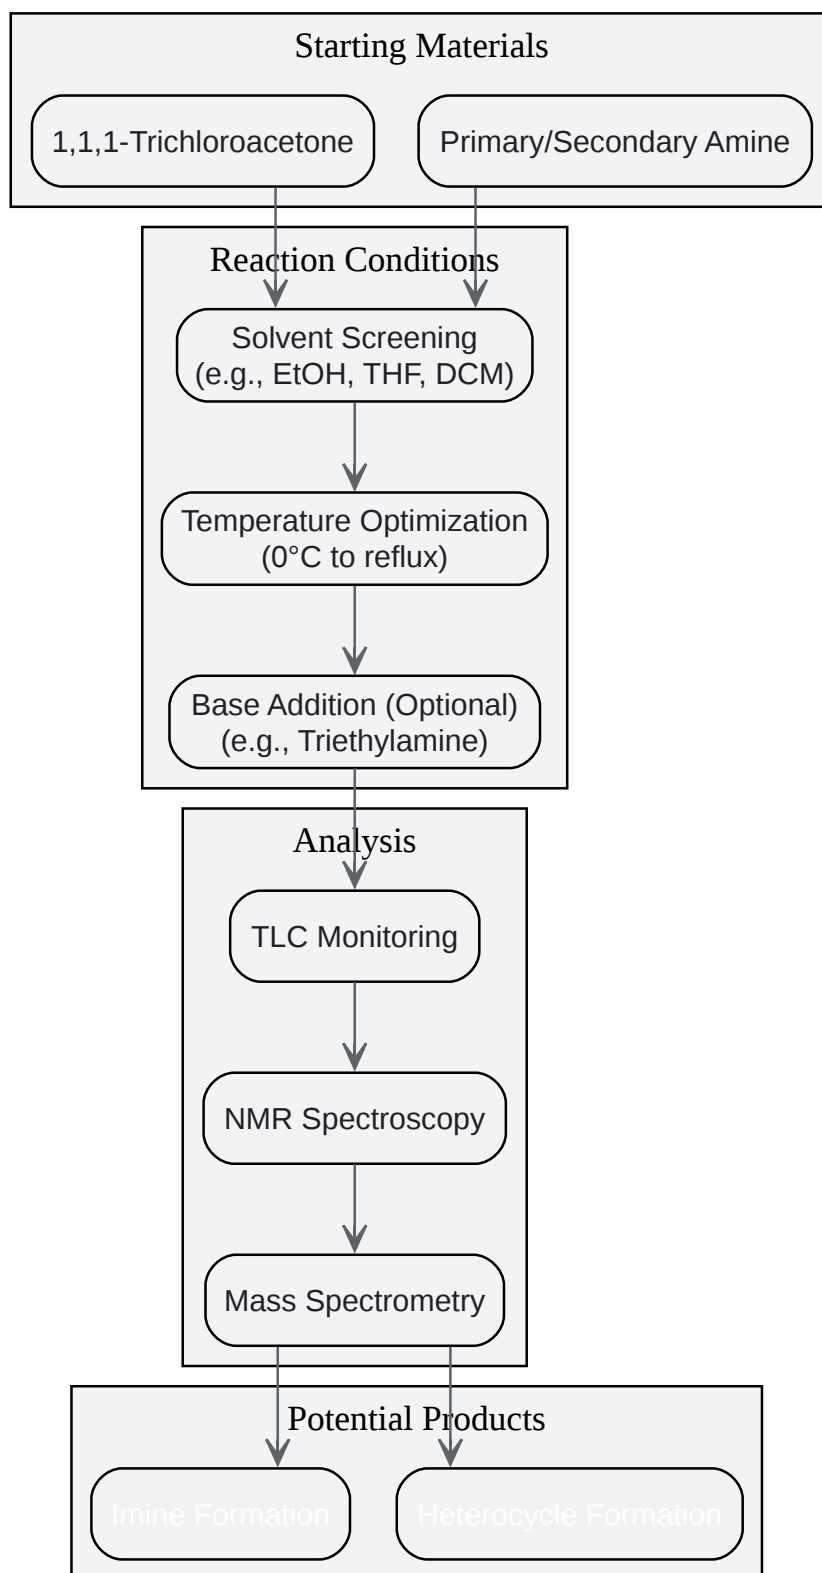 Starting Materials
1,1,1-Trichloroacetone
Primary/Secondary Amine
Reaction Conditions
Solvent Screening
(e.g., EtOH, THF, DCM)
Temperature Optimization
(0°C to reflux)
Base Addition (Optional)
(e.g., Triethylamine)
Analysis
TLC Monitoring
NMR Spectroscopy
Mass Spectrometry
Potential Products
Imine Formation
Heterocycle Formation